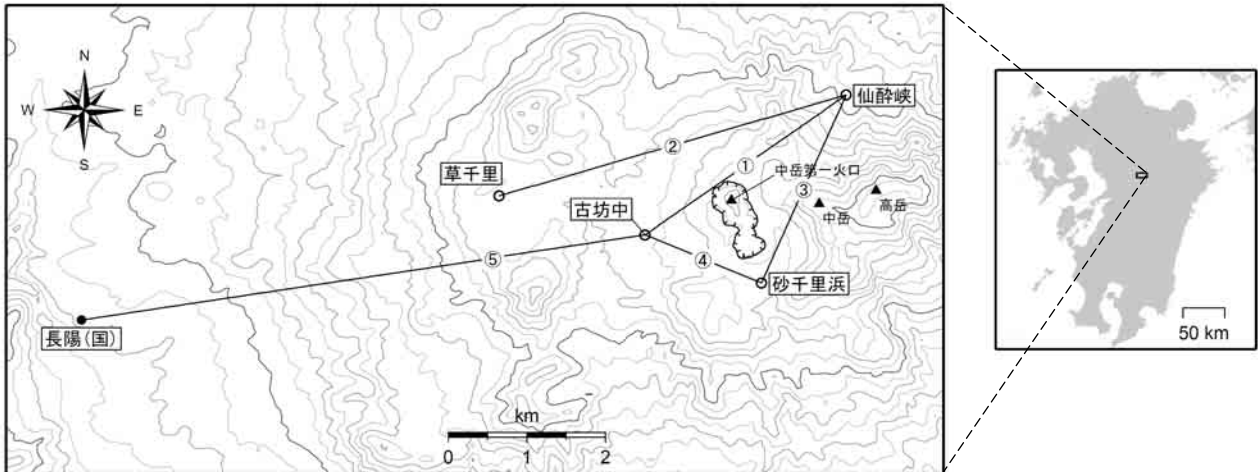 N
W E
S
仙酔峡
②
草千里
①
中岳第一火口
③
高岳
中岳
古坊中
④
⑤
砂千里浜
長陽(国)
km
0 1 2
50 km